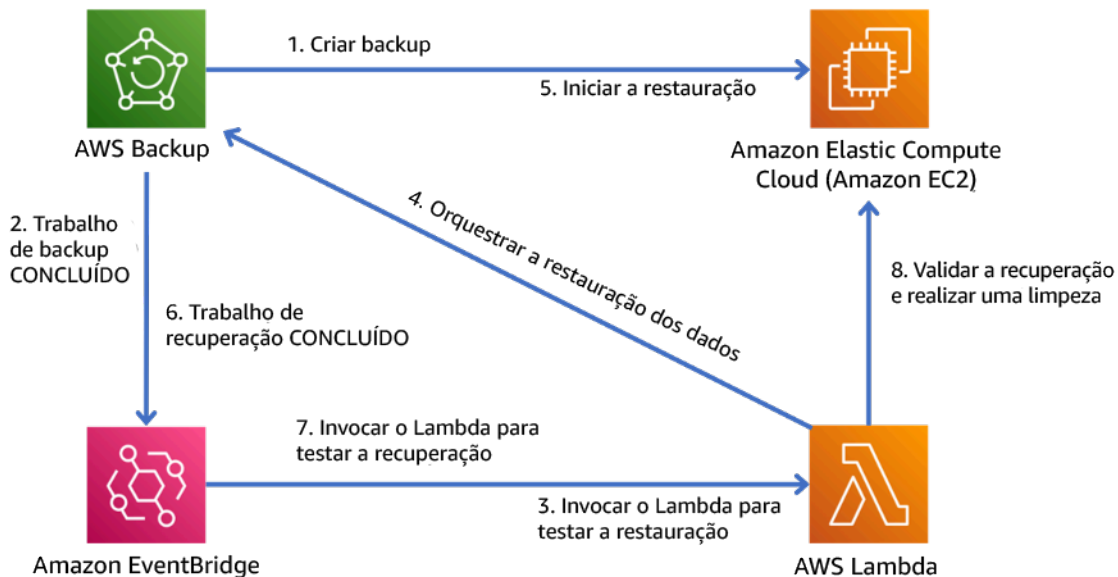 1. Criar backup
5. Iniciar a restauração
AWS Backup
Amazon Elastic Compute
Cloud (Amazon EC2)
2. Trabalho
de backup
CONCLUÍDO
4. Orquestrar a restauração dos dados
8. Validar a recuperação
e realizar uma limpeza
6. Trabalho de
recuperação CONCLUÍDO
7. Invocar o Lambda para
testar a recuperação
3. Invocar o Lambda para
testar a restauração
Amazon EventBridge
AWS Lambda